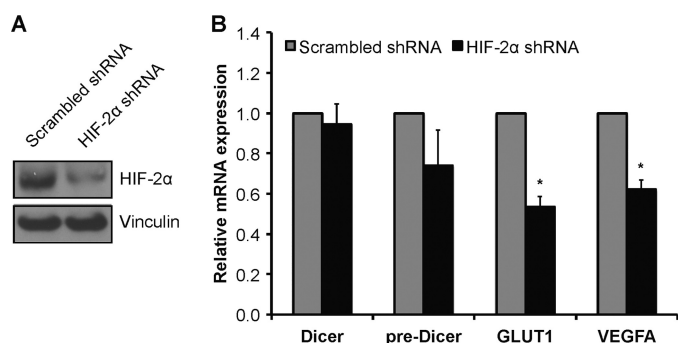 A
Scrambled shRNA
HIF-2α shRNA
HIF-2α
Vinculin
B
Relative mRNA expression
1.4
1.2
1.0
0.8
0.6
0.4
0.2
0.0
Scrambled shRNA HIF-2α shRNA
*
*
Dicer pre-Dicer GLUT1 VEGFA